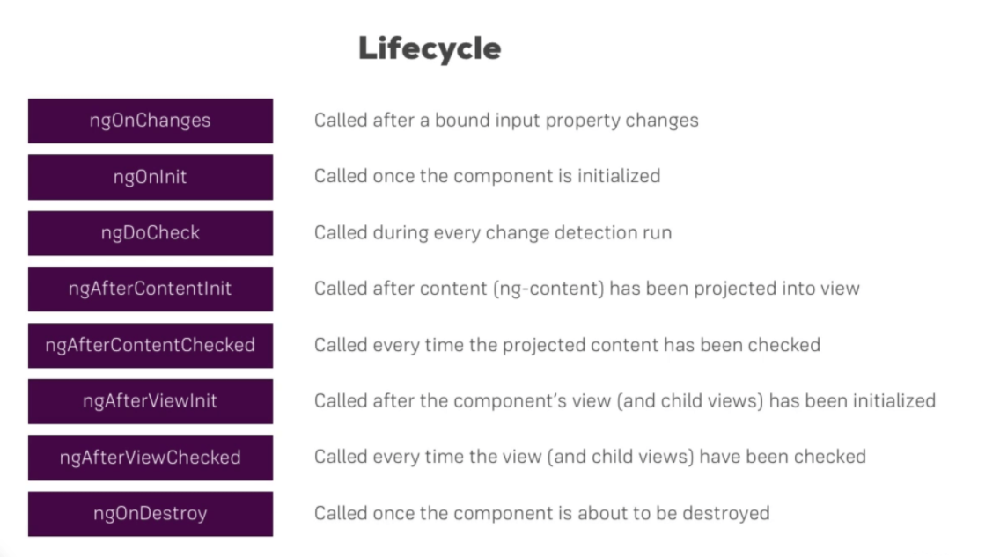 Lifecycle
ngOnChanges Called after a bound input property changes
ngOnInit Called once the component is initialized
ngDoCheck Called during every change detection run
ngAfterContentInit Called after content (ng-content) has been projected into view
ngAfterContentChecked Called every time the projected content has been checked
ngAfterViewInit Called after the component’s view (and child views) has been initialized
ngAfterViewChecked Called every time the view (and child views) have been checked
ngOnDestroy Called once the component is about to be destroyed